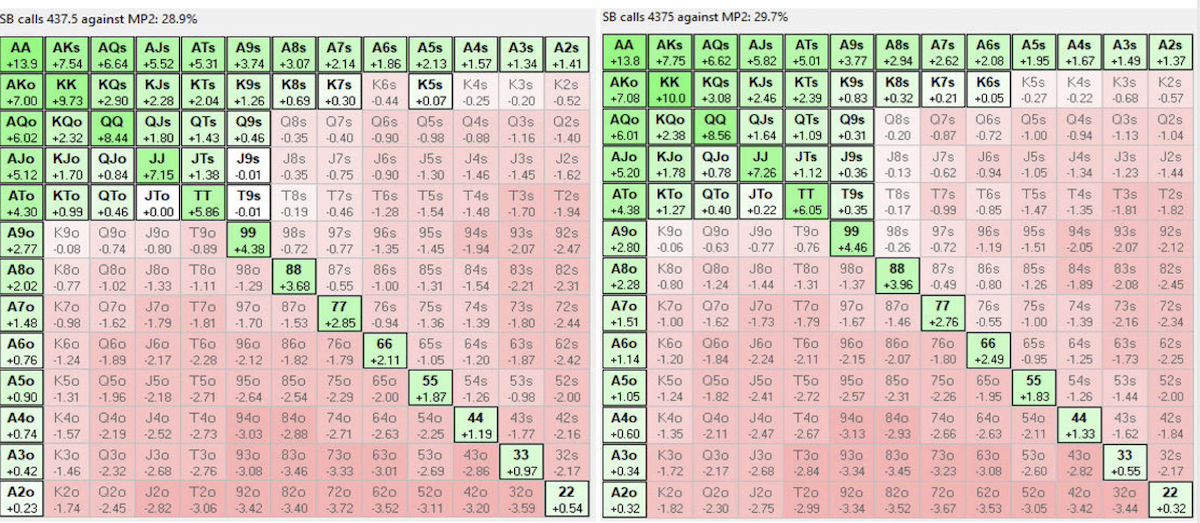 SB calls 437.5 against MP2: 28.9%
AA AKs AQs AJs ATs A9s A8s A7s A6s A5s A4s A3s A2s
+13.9 +7.54 +6.64 +5.52 +5.31 +3.74 +3.07 +2.14 +1.86 +2.13 +1.57 +1.34 +1.41
AKo KK KQs KJs KTs K9s K8s K7s K6s K5s K4s K3s K2s
+7.00 +9.73 +2.90 +2.28 +2.04 +1.26 +0.69 +0.30 -0.44 +0.07 -0.25 -0.20 -0.52
AQo KQo QQ QJs QTs Q9s Q8s Q7s Q6s Q5s Q4s Q3s Q2s
+6.02 +2.32 +8.44 +1.80 +1.43 +0.46 -0.35 -0.40 -0.90 -0.98 -0.88 -1.16 -1.40
AJo KJo QJo JJ JTs J9s J8s J7s J6s J5s J4s J3s J2s
+5.12 +1.70 +0.84 +7.15 +1.38 -0.01 -0.35 -0.75 -0.90 -1.30 -1.46 -1.45 -1.62
ATo KTo QTo JTo TT T9s T8s T7s T6s T5s T4s T3s T2s
+4.30 +0.99 +0.46 +0.00 +5.86 -0.01 -0.19 -0.46 -1.28 -1.54 -1.48 -1.70 -1.94
A9o K9o Q9o J9o T9o 99 98s 97s 96s 95s 94s 93s 92s
+2.77 -0.08 -0.74 -0.80 -0.89 +4.38 -0.72 -0.77 -1.35 -1.45 -1.94 -2.07 -2.47
A8o K8o Q8o J8o T8o 98o 88 87s 86s 85s 84s 83s 82s
+2.02 -0.77 -1.02 -1.33 -1.11 -1.29 +3.68 -0.55 -1.00 -1.31 -1.54 -2.21 -2.31
A7o K7o Q7o J7o T7o 97o 87o 77 76s 75s 74s 73s 72s
+1.48 -0.98 -1.62 -1.79 -1.81 -1.70 -1.53 +2.85 -0.94 -1.36 -1.39 -1.80 -2.44
A6o K6o Q6o J6o T6o 96o 86o 76o 66 65s 64s 63s 62s
+0.76 -1.24 -1.89 -2.17 -2.28 -2.12 -1.82 -1.79 +2.11 -1.05 -1.20 -1.87 -2.42
A5o K5o Q5o J5o T5o 95o 85o 75o 65o 55 54s 53s 52s
+0.90 -1.31 -1.96 -2.18 -2.71 -2.64 -2.54 -2.29 -2.00 +1.87 -1.26 -0.98 -2.00
A4o K4o Q4o J4o T4o 94o 84o 74o 64o 54o 44 43s 42s
+0.74 -1.57 -2.19 -2.52 -2.73 -3.03 -2.88 -2.71 -2.63 -2.25 +1.19 -1.77 -2.16
A3o K3o Q3o J3o T3o 93o 83o 73o 63o 53o 43o 33 32s
+0.42 -1.46 -2.32 -2.68 -2.76 -3.08 -3.46 -3.33 -3.01 -2.69 -2.86 +0.97 -2.17
A2o K2o Q2o J2o T2o 92o 82o 72o 62o 52o 42o 32o 22
+0.23 -1.74 -2.45 -2.82 -3.06 -3.42 -3.40 -3.72 -3.52 -3.11 -3.20 -3.59 +0.54
SB calls 4375 against MP2: 29.7%
AA AKs AQs AJs ATs A9s A8s A7s A6s A5s A4s A3s A2s
+13.8 +7.75 +6.62 +5.82 +5.01 +3.77 +2.94 +2.62 +2.08 +1.95 +1.67 +1.49 +1.37
AKo KK KQs KJs KTs K9s K8s K7s K6s K5s K4s K3s K2s
+7.08 +10.0 +3.08 +2.46 +2.39 +0.83 +0.32 +0.21 +0.05 -0.27 -0.22 -0.68 -0.57
AQo KQo QQ QJs QTs Q9s Q8s Q7s Q6s Q5s Q4s Q3s Q2s
+6.01 +2.38 +8.56 +1.64 +1.09 +0.31 -0.20 -0.87 -0.72 -1.00 -0.94 -1.13 -1.04
AJo KJo QJo JJ JTs J9s J8s J7s J6s J5s J4s J3s J2s
+5.20 +1.78 +0.78 +7.26 +1.12 +0.36 -0.13 -0.62 -0.94 -1.05 -1.34 -1.23 -1.44
ATo KTo QTo JTo TT T9s T8s T7s T6s T5s T4s T3s T2s
+4.38 +1.27 +0.40 +0.22 +6.05 +0.35 -0.17 -0.99 -0.85 -1.47 -1.35 -1.81 -1.82
A9o K9o Q9o J9o T9o 99 98s 97s 96s 95s 94s 93s 92s
+2.80 -0.06 -0.63 -0.77 -0.76 +4.46 -0.26 -0.72 -1.19 -1.51 -2.05 -2.07 -2.12
A8o K8o Q8o J8o T8o 98o 88 87s 86s 85s 84s 83s 82s
+2.28 -0.80 -1.24 -1.44 -1.31 -1.37 +3.96 -0.49 -0.80 -1.26 -1.89 -2.08 -2.45
A7o K7o Q7o J7o T7o 97o 87o 77 76s 75s 74s 73s 72s
+1.51 -1.00 -1.62 -1.73 -1.79 -1.67 -1.46 +2.76 -0.55 -1.00 -1.39 -2.16 -2.34
A6o K6o Q6o J6o T6o 96o 86o 76o 66 65s 64s 63s 62s
+1.14 -1.20 -1.84 -2.24 -2.11 -2.15 -2.07 -1.80 +2.49 -0.95 -1.25 -1.73 -2.25
A5o K5o Q5o J5o T5o 95o 85o 75o 65o 55 54s 53s 52s
+1.05 -1.24 -1.82 -2.41 -2.72 -2.57 -2.31 -2.26 -1.95 +1.83 -1.26 -1.44 -2.00
A4o K4o Q4o J4o T4o 94o 84o 74o 64o 54o 44 43s 42s
+0.60 -1.35 -2.11 -2.47 -2.67 -3.13 -2.93 -2.66 -2.63 -2.11 +1.33 -1.62 -1.84
A3o K3o Q3o J3o T3o 93o 83o 73o 63o 53o 43o 33 32s
+0.34 -1.72 -2.17 -2.68 -2.84 -3.34 -3.45 -3.23 -3.08 -2.60 -2.82 +0.55 -2.17
A2o K2o Q2o J2o T2o 92o 82o 72o 62o 52o 42o 32o 22
+0.32 -1.82 -2.30 -2.75 -2.99 -3.34 -3.52 -3.67 -3.53 -3.05 -3.42 -3.44 +0.32